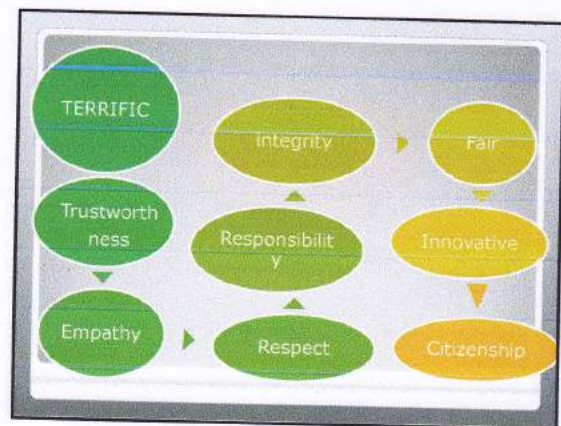 TERRIFIC
Trustworth
ness
Empathy
Respect
Responsibilit
y
Integrity
Fair
Innovative
Citizenship